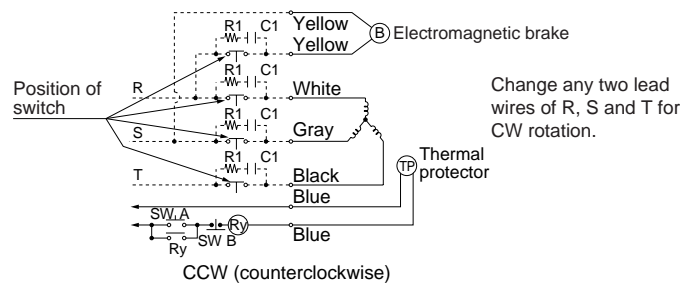 R1 C1
Yellow
Yellow
B Electromagnetic brake
R1 C1
Position of
switch
R
White
Change any two lead
wires of R, S and T for
CW rotation.
R1 C1
S
Gray
R1 C1
T
Black
TP Thermal
protector
Blue
SW A
Ry
SW B
Ry
Blue
CCW (counterclockwise)